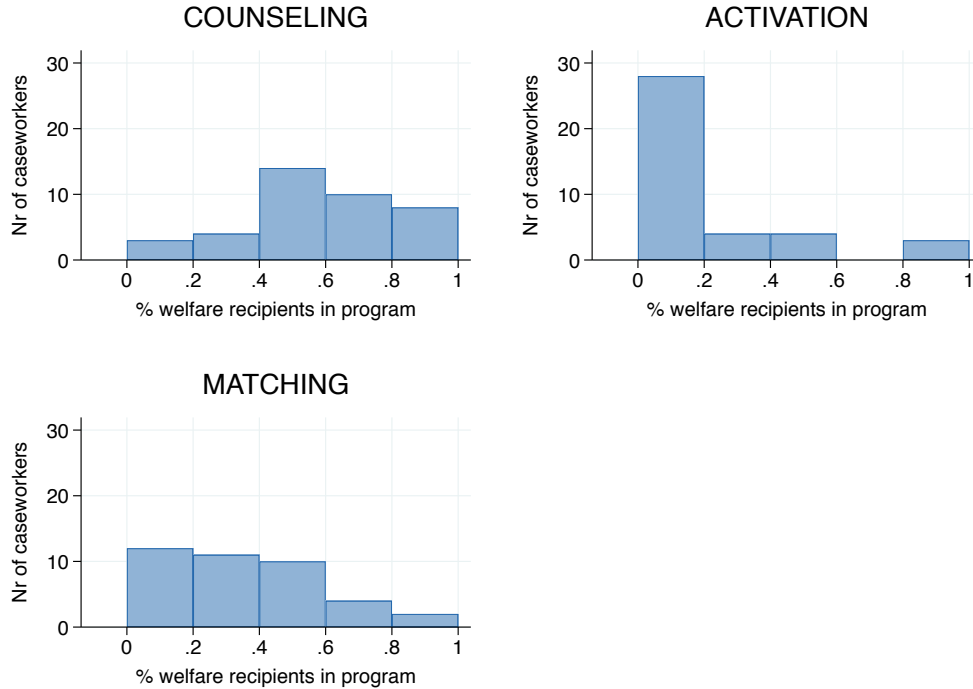 COUNSELING
Nr of caseworkers
30
20
10
0
0 .2 .4 .6 .8 1
% welfare recipients in program
ACTIVATION
Nr of caseworkers
30
20
10
0
0 .2 .4 .6 .8 1
% welfare recipients in program
MATCHING
Nr of caseworkers
30
20
10
0
0 .2 .4 .6 .8 1
% welfare recipients in program